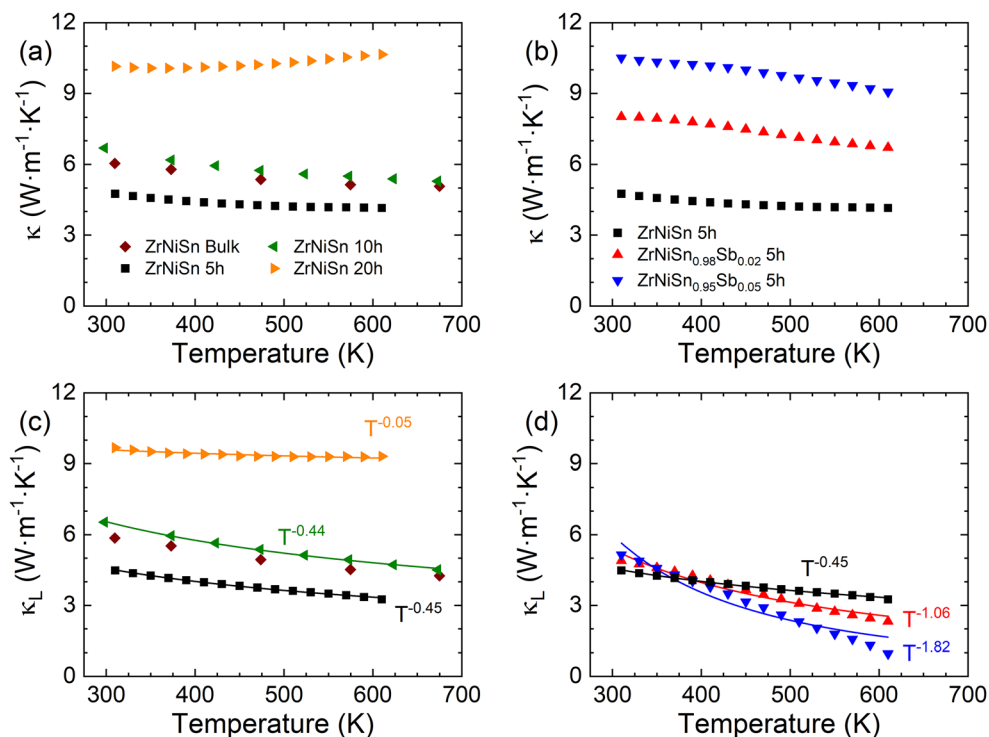 (a)
12
9
6
3
0
κ (W·m⁻¹·K⁻¹)
ZrNiSn Bulk
ZrNiSn 5h
ZrNiSn 10h
ZrNiSn 20h
300 400 500 600 700
Temperature (K)
(b)
12
9
6
3
0
κ (W·m⁻¹·K⁻¹)
ZrNiSn 5h
ZrNiSn₀.₉₈Sb₀.₀₂ 5h
ZrNiSn₀.₉₅Sb₀.₀₅ 5h
300 400 500 600 700
Temperature (K)
(c)
12
9
6
3
0
κL (W·m⁻¹·K⁻¹)
T⁻⁰·⁰⁵
T⁻⁰·⁴⁴
T⁻⁰·⁴⁵
300 400 500 600 700
Temperature (K)
(d)
12
9
6
3
0
κL (W·m⁻¹·K⁻¹)
T⁻⁰·⁴⁵
T⁻¹·⁰⁶
T⁻¹·⁸²
300 400 500 600 700
Temperature (K)